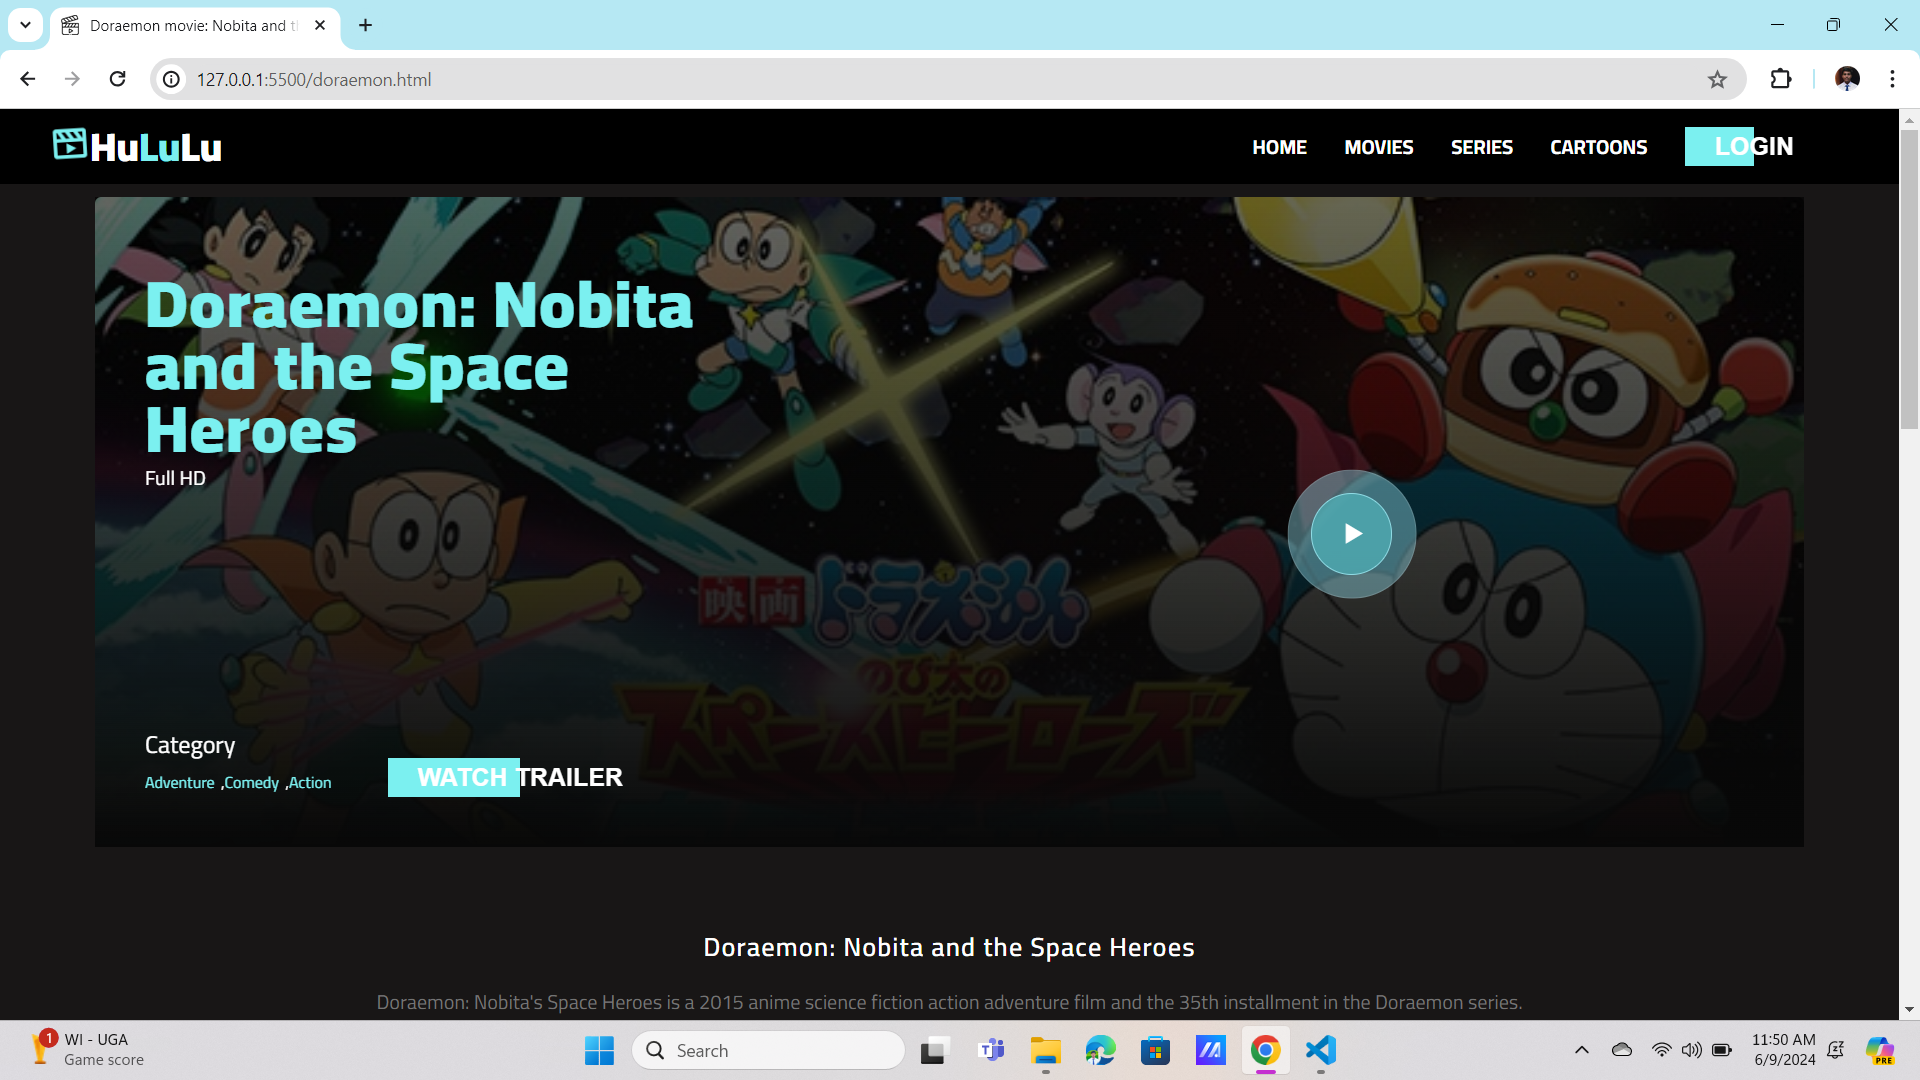 Doraemon movie: Nobita and t
127.0.0.1:5500/doraemon.html
HuLuLu
HOME
MOVIES
SERIES
CARTOONS
LOGIN
Doraemon: Nobita
and the Space
Heroes
Full HD
映画ドラえもん
のび太の
スペースヒーローズ
Category
Adventure ,Comedy ,Action
WATCH TRAILER
Doraemon: Nobita and the Space Heroes
Doraemon: Nobita's Space Heroes is a 2015 anime science fiction action adventure film and the 35th installment in the Doraemon series.
1
WI - UGA
Game score
Search
11:50 AM
6/9/2024
PRE